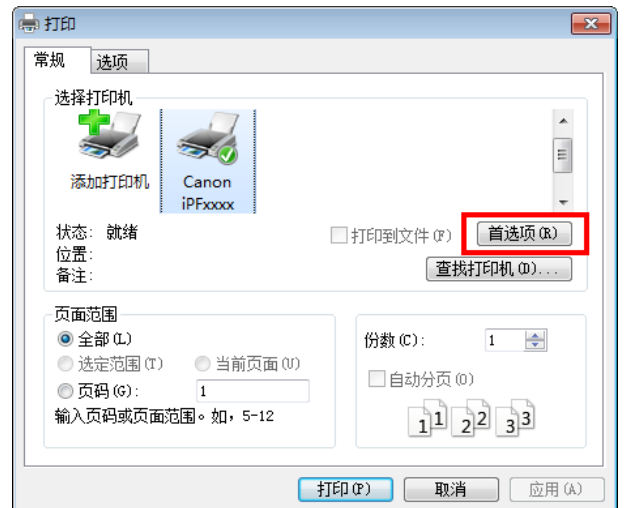 打印
常规 选项
选择打印机
添加打印机 Canon iPFxxxx
状态: 就绪 打印到文件(F) 首选项(R)
位置:
备注: 查找打印机(D)...
页面范围
全部(L)
选定范围(T) 当前页面(U)
页码(G): 1
输入页码或页面范围。如，5-12
份数(C): 1
自动分页(O)
1 1 2 2 3 3
打印(P) 取消 应用(A)